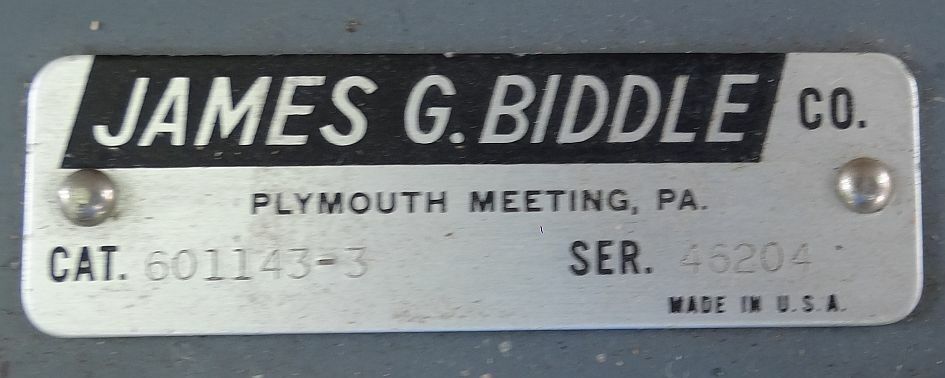 JAMES G. BIDDLE CO.
PLYMOUTH MEETING, PA.
CAT. 601143-3 SER. 46204
MADE IN U.S.A.